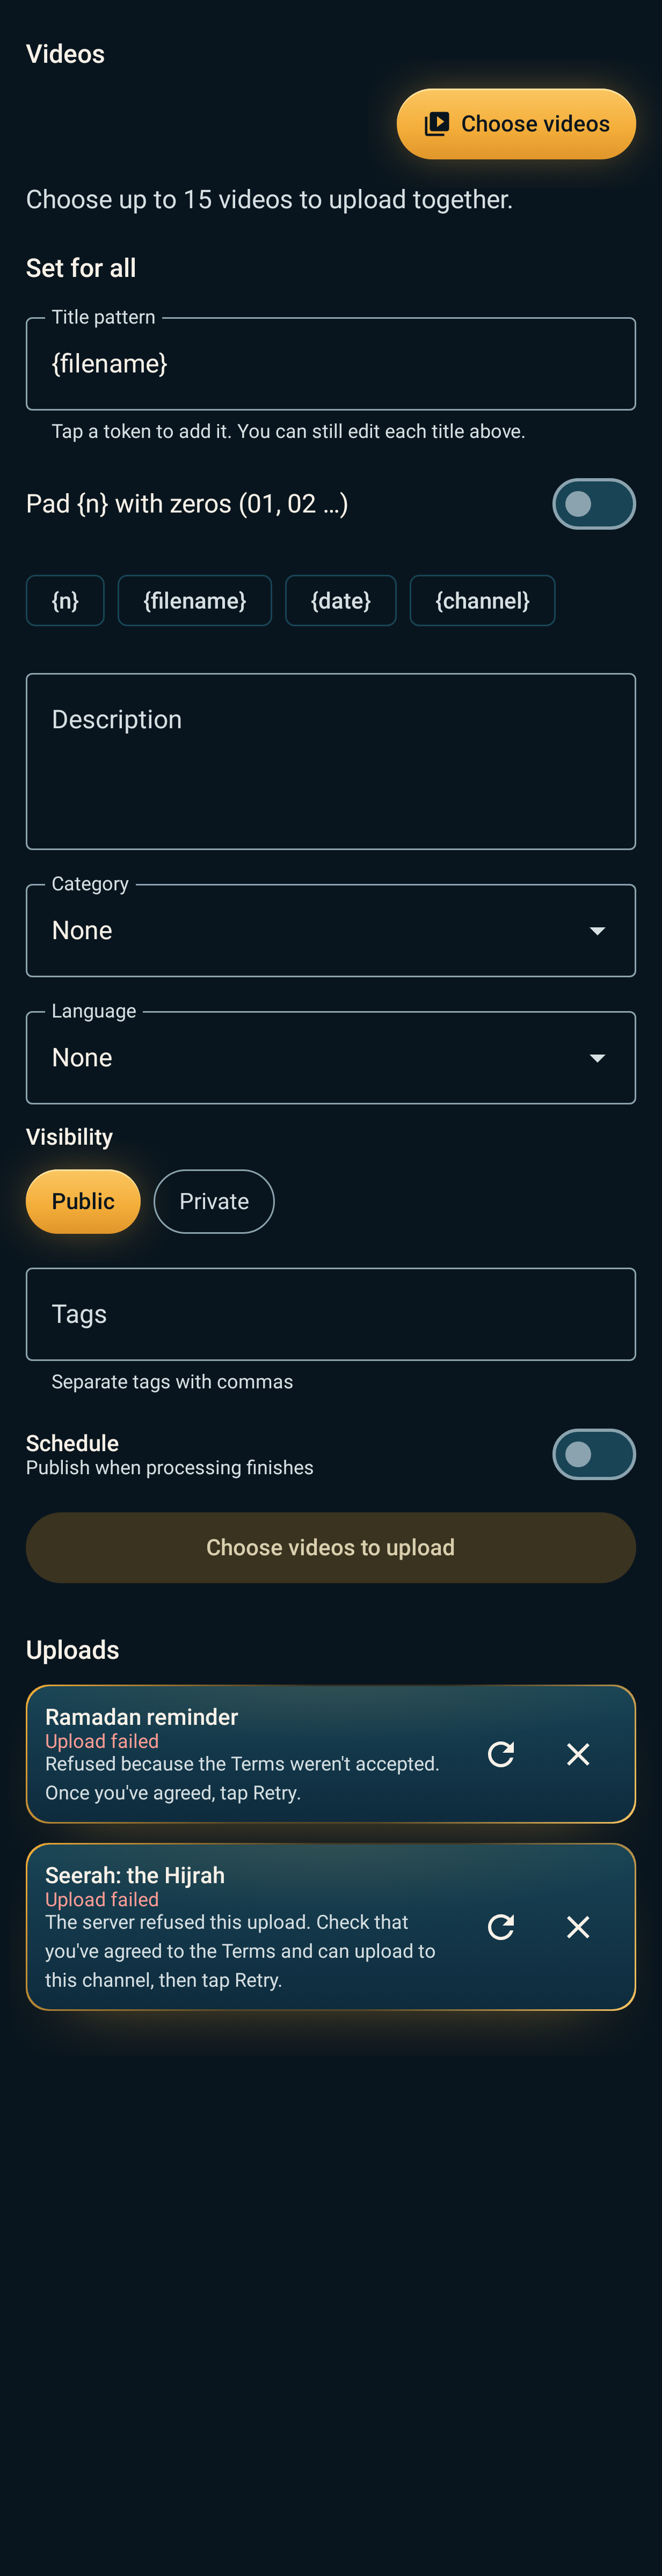 Videos
Choose videos
Choose up to 15 videos to upload together.
Set for all
Title pattern
{filename}
Tap a token to add it. You can still edit each title above.
Pad {n} with zeros (01, 02 ...)
{n}
{filename}
{date}
{channel}
Description
Category
None
Language
None
Visibility
Public
Private
Tags
Separate tags with commas
Schedule
Publish when processing finishes
Choose videos to upload
Uploads
Ramadan reminder
Upload failed
Refused because the Terms weren't accepted.
Once you've agreed, tap Retry.
Seerah: the Hijrah
Upload failed
The server refused this upload. Check that
you've agreed to the Terms and can upload to
this channel, then tap Retry.